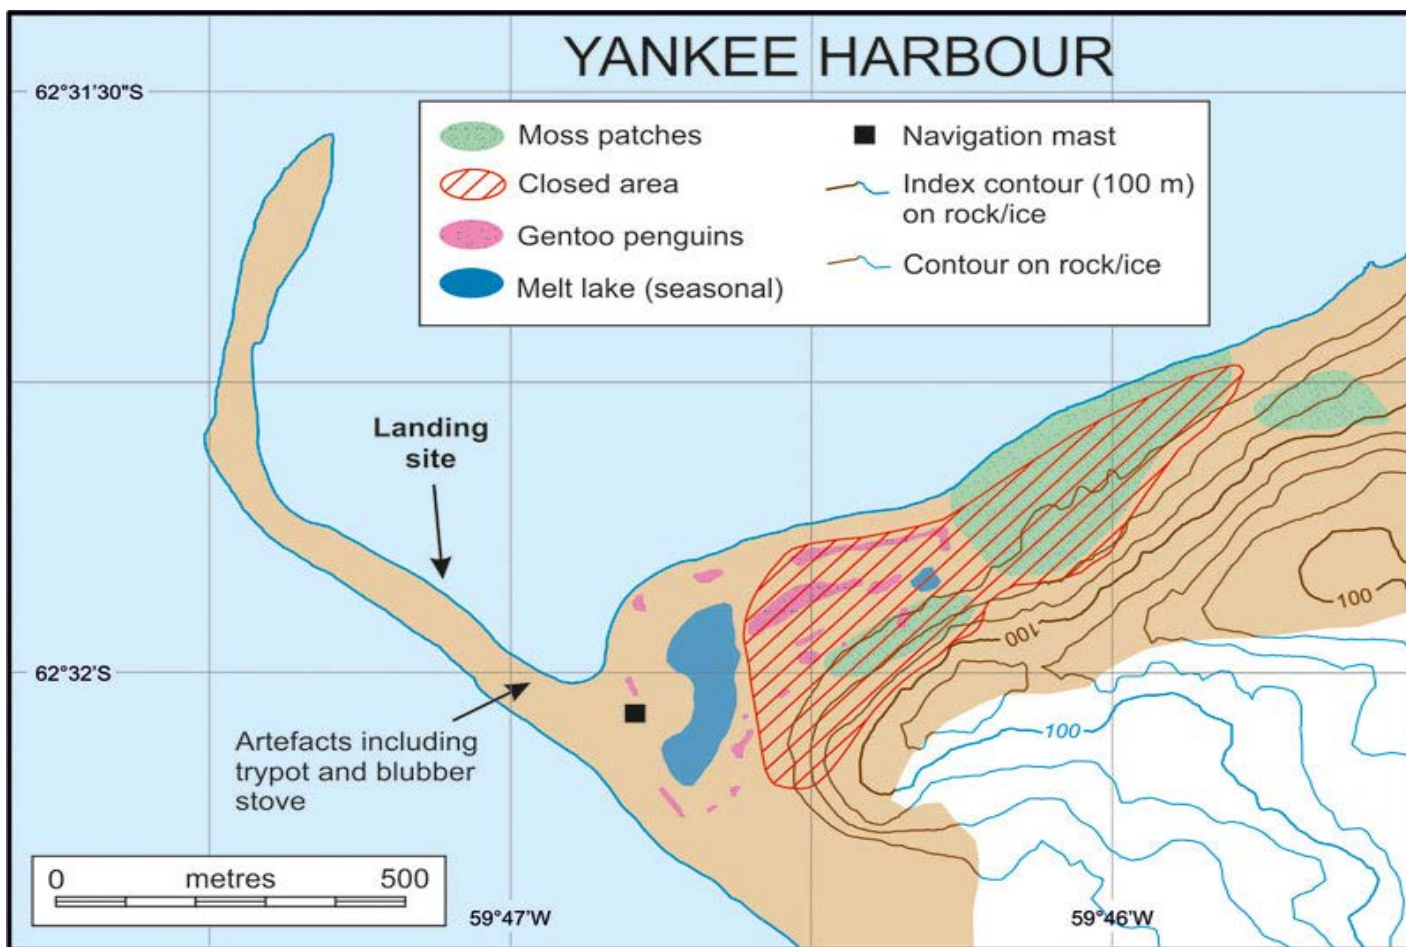 YANKEE HARBOUR
62°31'30"S
Moss patches
Closed area
Gentoo penguins
Melt lake (seasonal)
Navigation mast
Index contour (100 m)
on rock/ice
Contour on rock/ice
Landing
site
62°32'S
Artefacts including
trypot and blubber
stove
100
100
100
0 metres 500
59°47'W
59°46'W